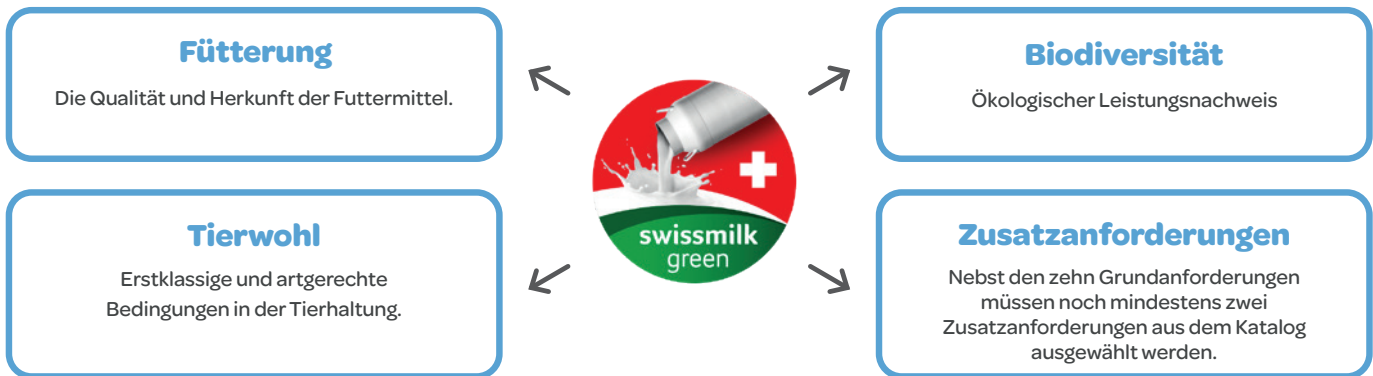 Fütterung
Die Qualität und Herkunft der Futtermittel.
Biodiversität
Ökologischer Leistungsnachweis
swissmilk
green
Tierwohl
Erstklassige und artgerechte
Bedingungen in der Tierhaltung.
Zusatzanforderungen
Nebst den zehn Grundanforderungen
müssen noch mindestens zwei
Zusatzanforderungen aus dem Katalog
ausgewählt werden.